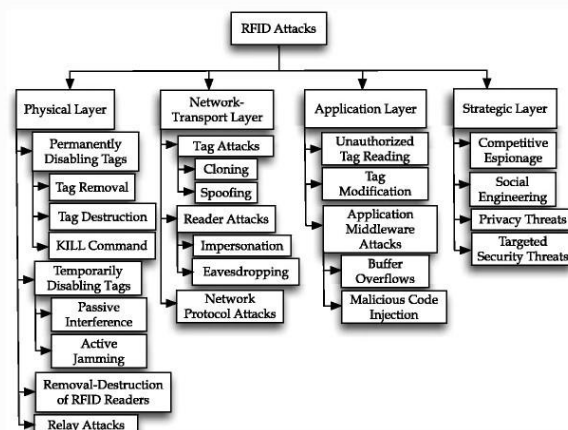 RFID Attacks
Physical Layer
Permanently
Disabling Tags
Tag Removal
Tag Destruction
KILL Command
Temporarily
Disabling Tags
Passive
Interference
Active
Jamming
Removal-Destruction
of RFID Readers
Relay Attacks
Network-
Transport Layer
Tag Attacks
Cloning
Spoofing
Reader Attacks
Impersonation
Eavesdropping
Network
Protocol Attacks
Application Layer
Unauthorized
Tag Reading
Tag
Modification
Application
Middleware
Attacks
Buffer
Overflows
Malicious Code
Injection
Strategic Layer
Competitive
Espionage
Social
Engineering
Privacy Threats
Targeted
Security Threats